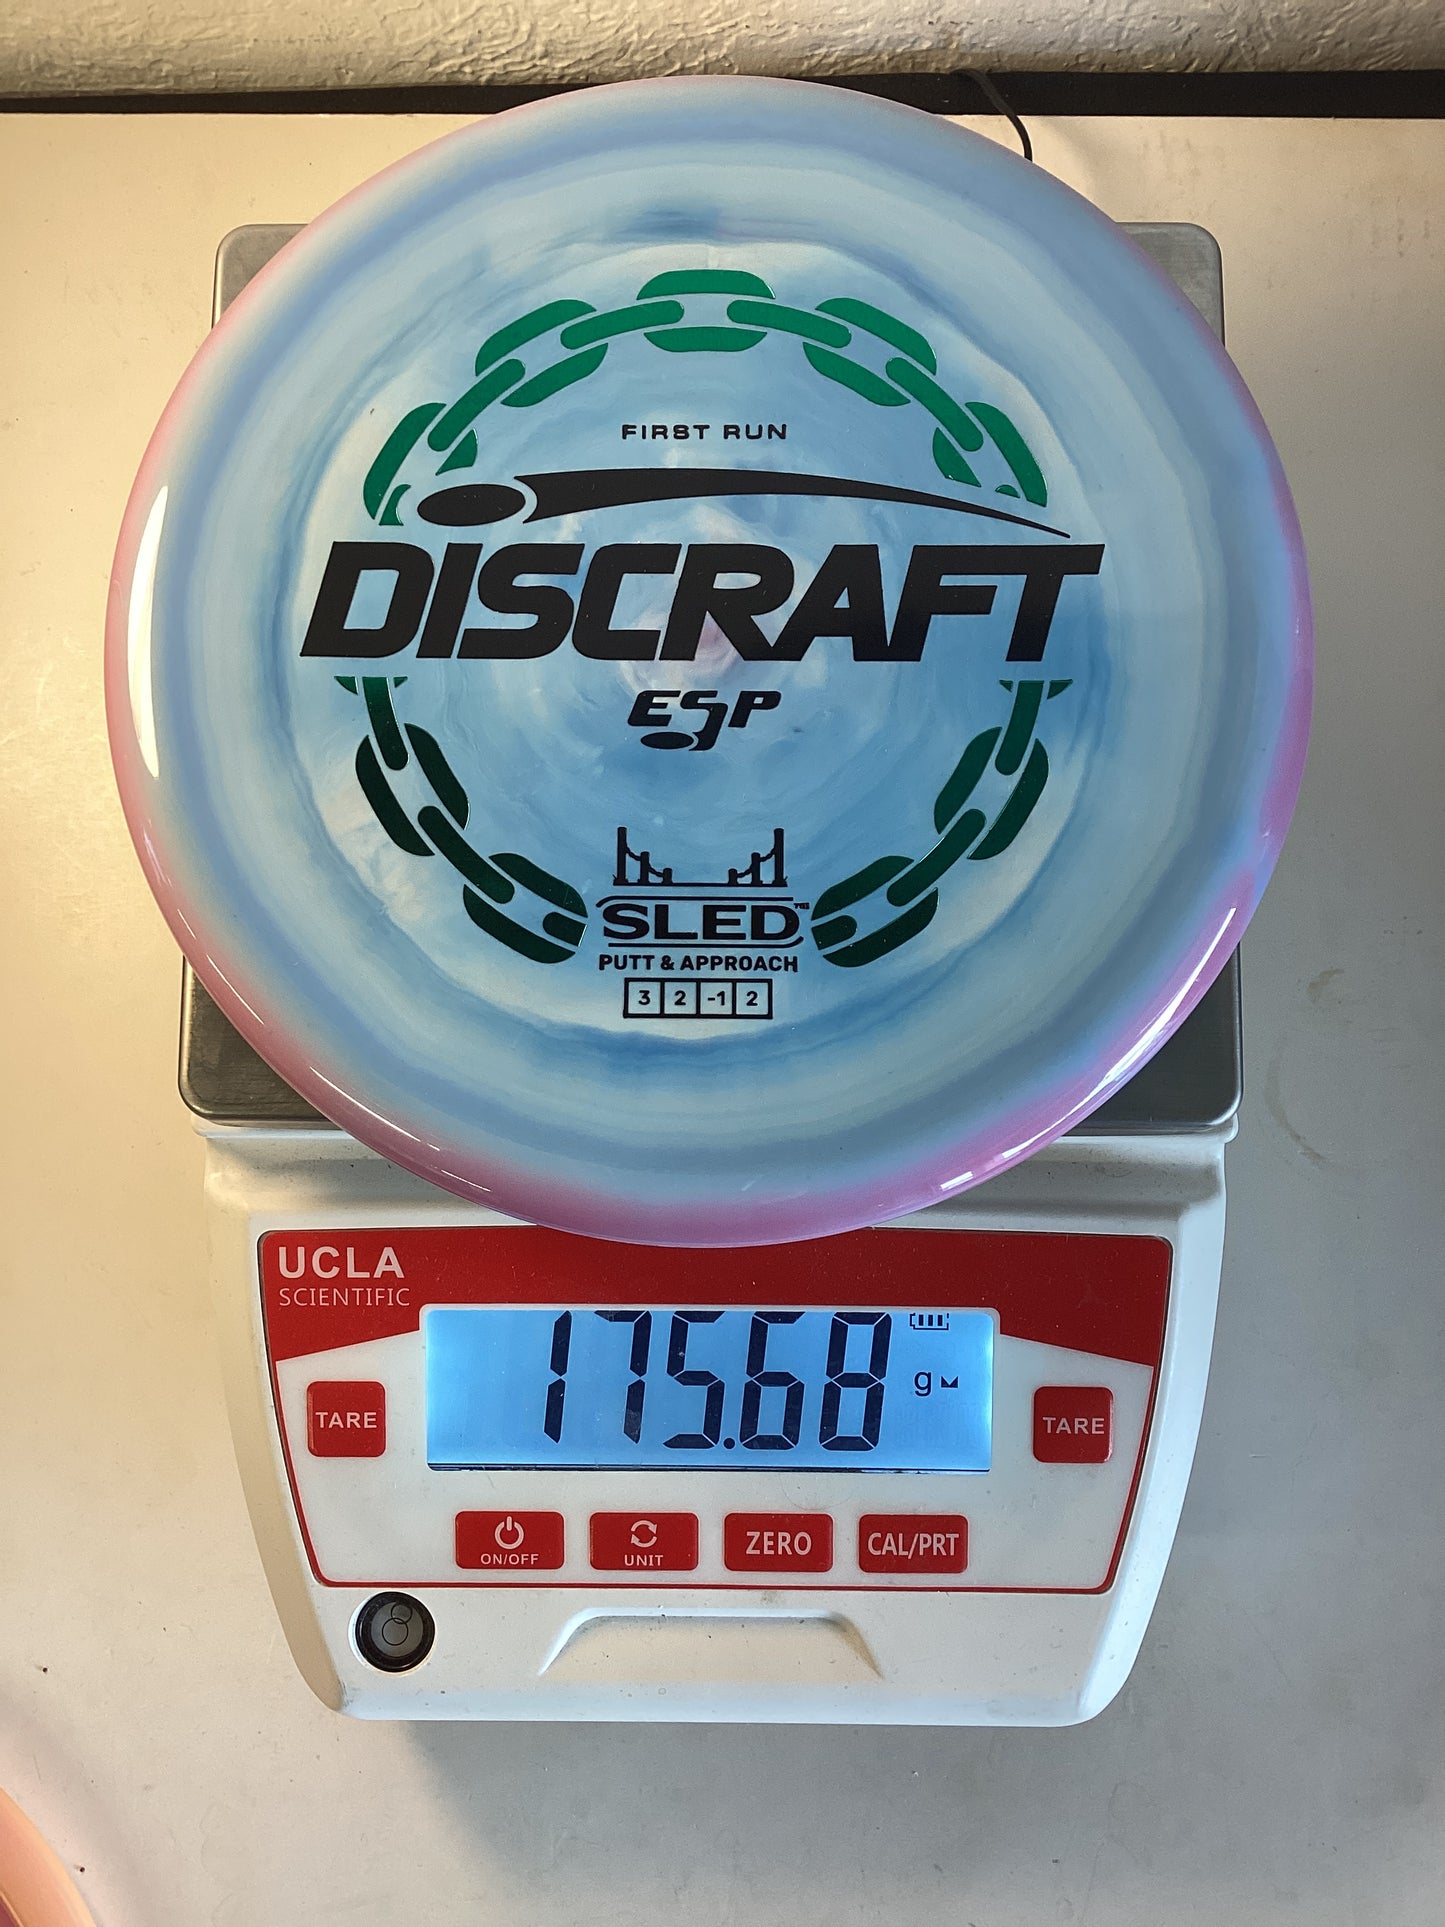 FIRST RUN
DISCRAFT
ESP
SLED™
PUTT & APPROACH
3 2 -1 2
UCLA
SCIENTIFIC
175.68 g
TARE
TARE
ON/OFF
UNIT
ZERO
CAL/PRT